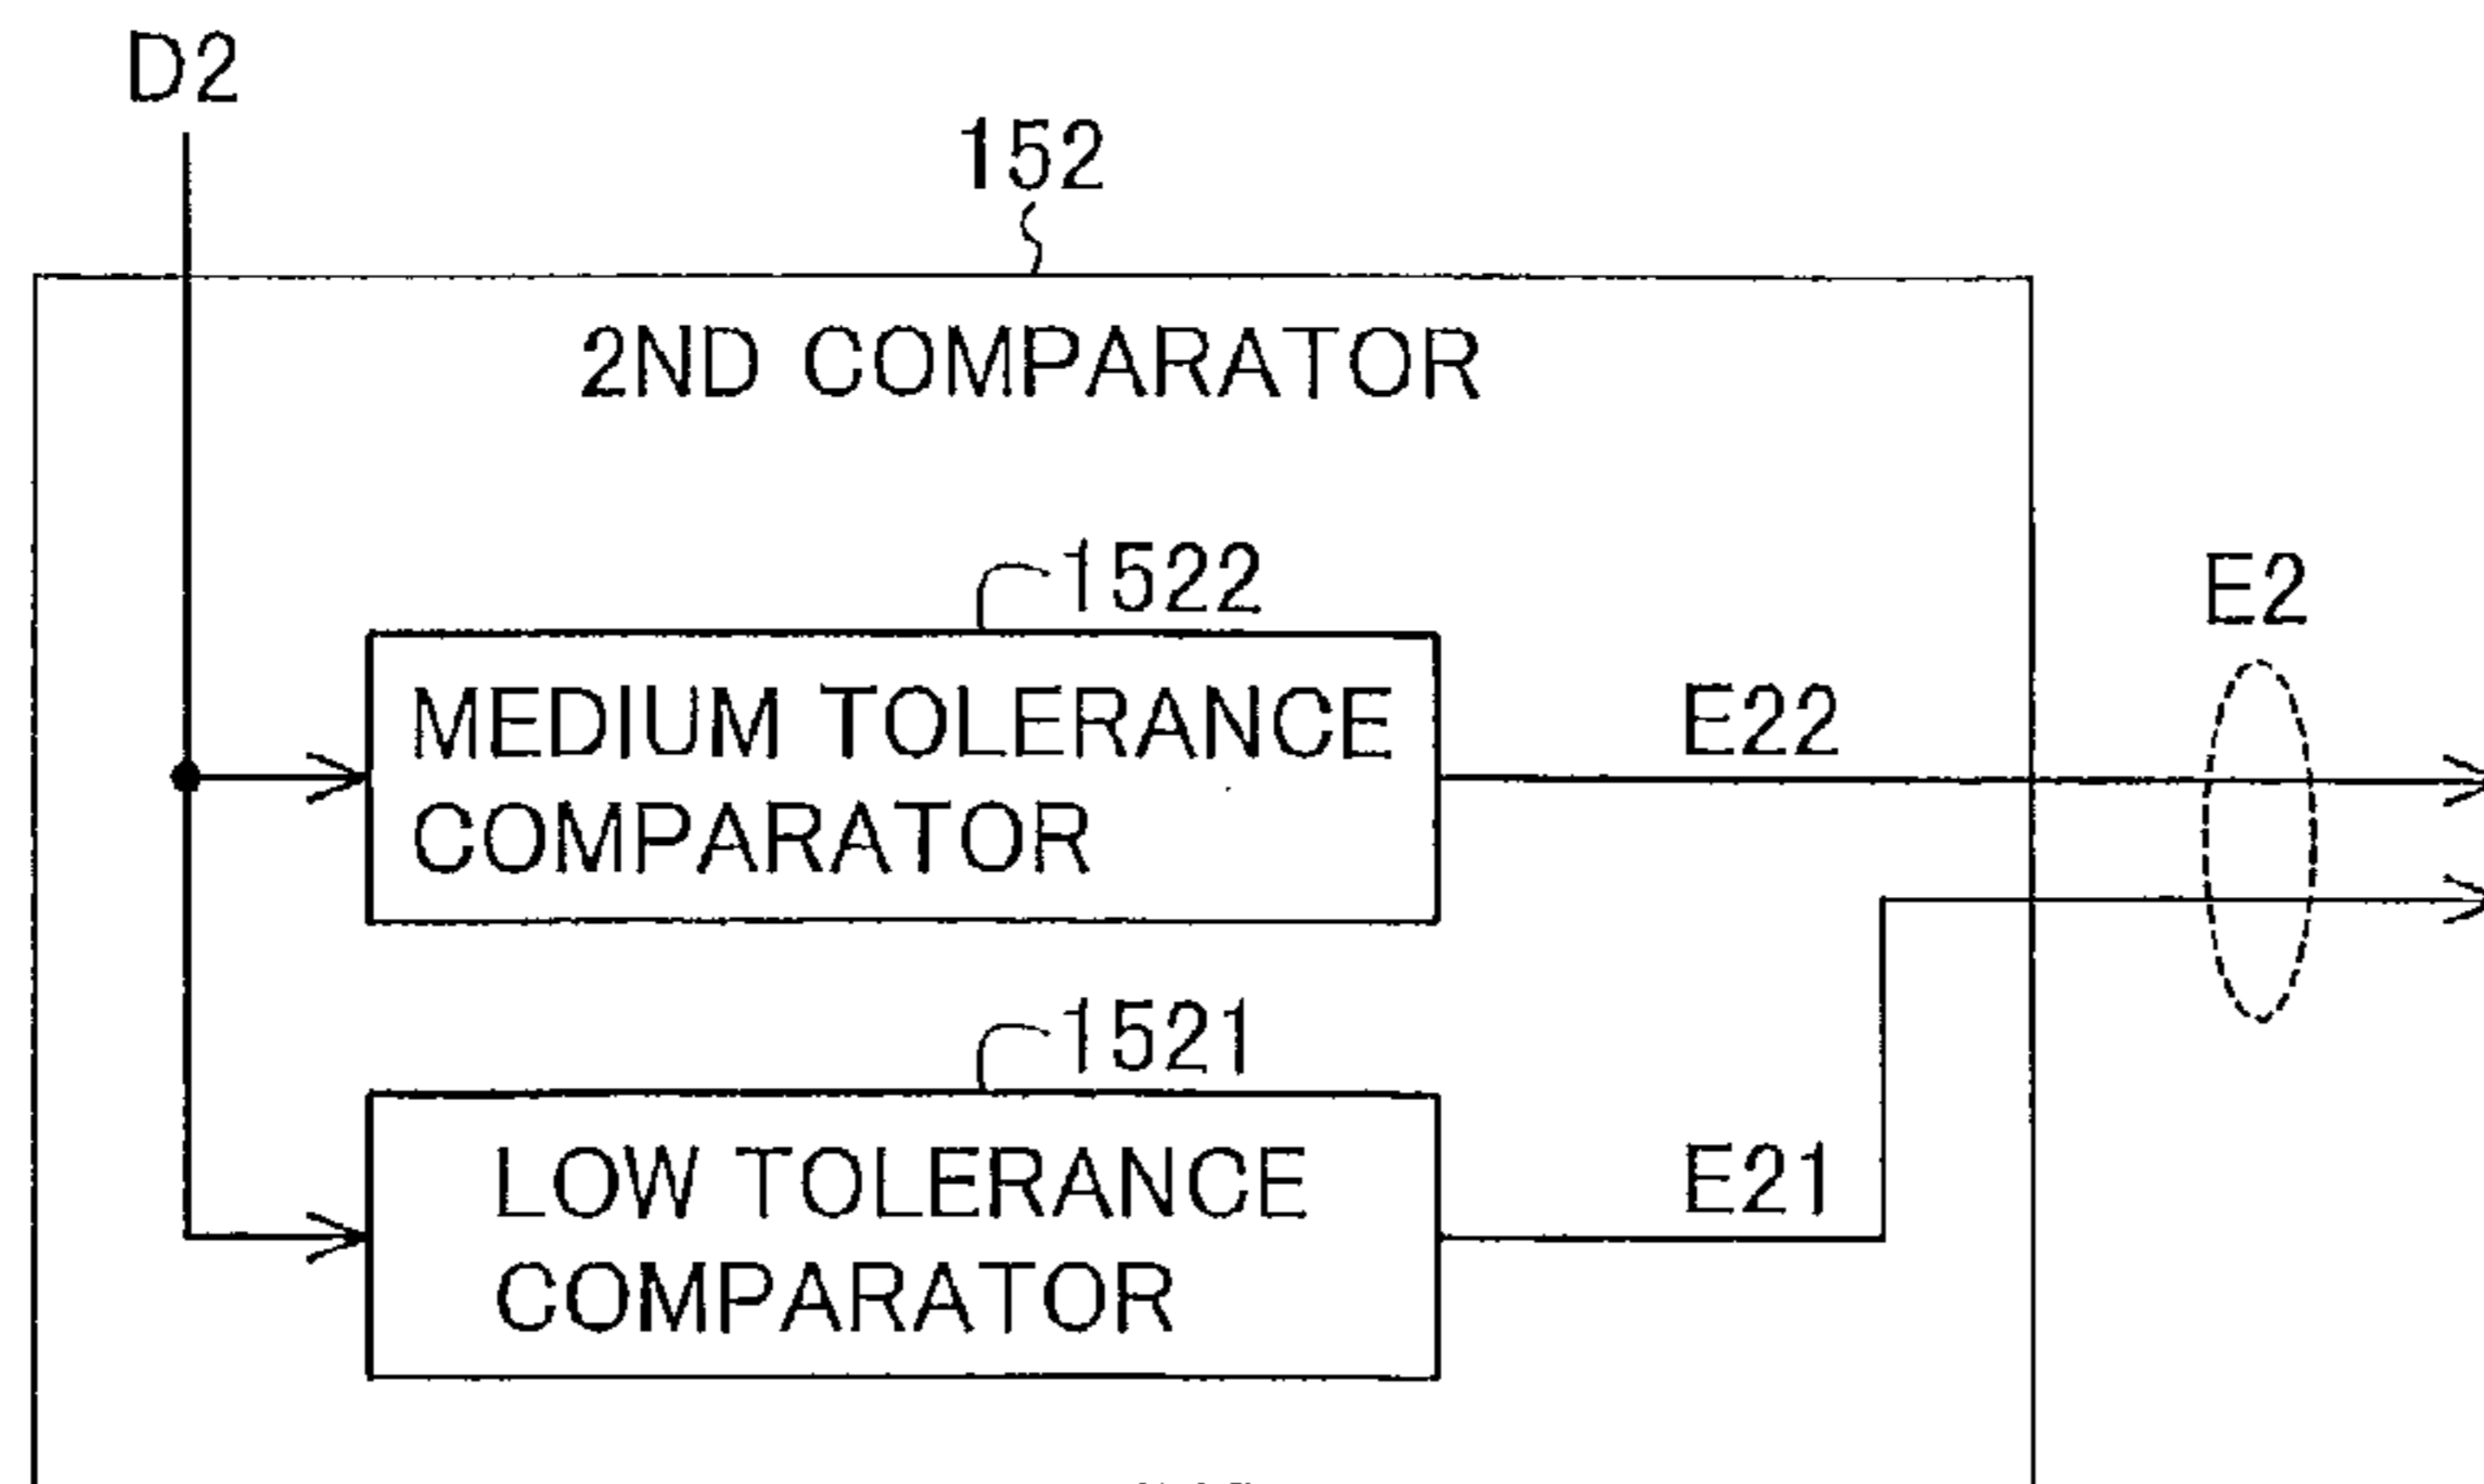 D2
152
2ND COMPARATOR
1522
E2
MEDIUM TOLERANCE
COMPARATOR
E22
1521
LOW TOLERANCE
COMPARATOR
E21